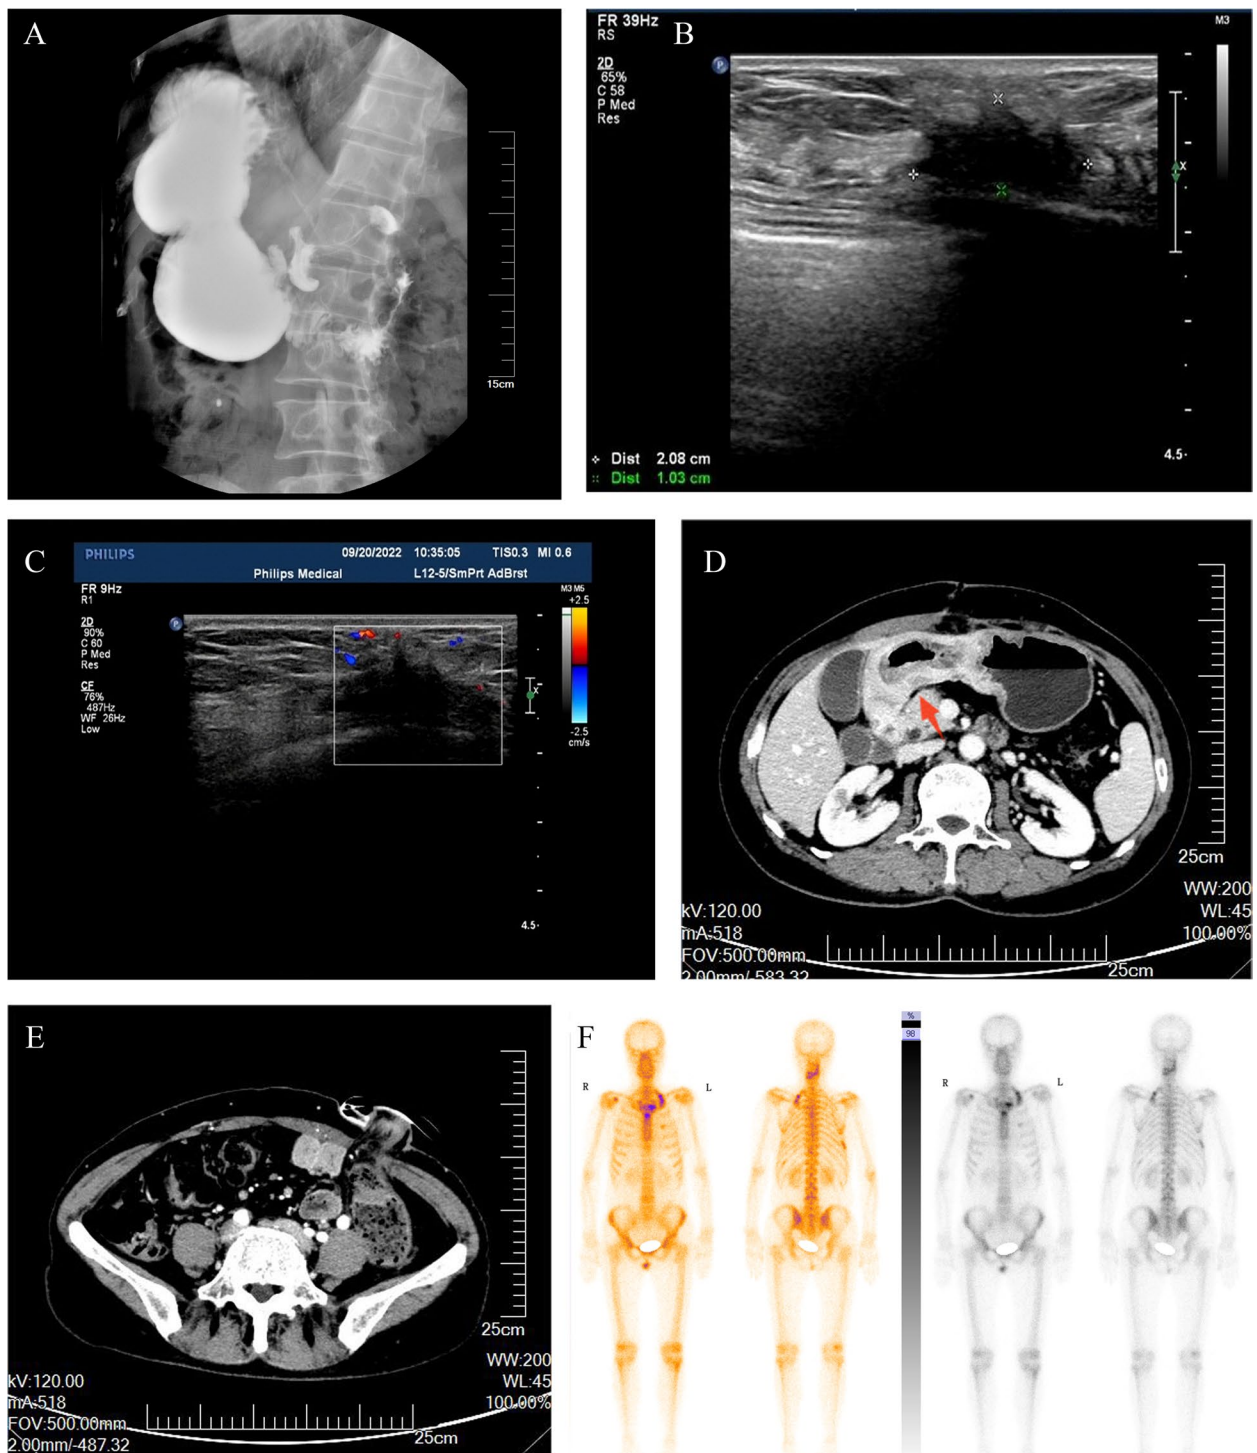 A
15cm
FR 39Hz
RS
2D
65%
C 58
P Med
Res
B
M3
P
X
4.5
Dist 2.08 cm
Dist 1.03 cm
C
PHILIPS
09/20/2022 10:35:05 TIS0.3 MI 0.6
Philips Medical L12-5/SmPrt AdBrst
FR 9Hz
R1
2D
90%
C 60
P Med
Res
CF
76%
487Hz
WF 26Hz
Low
P
M3 M5
+2.5
X
-2.5
cm/s
4.5
D
25cm
WW:200
WL:45
100.00%
kV:120.00
mA:518
FOV:500.00mm
2.00mm/-583.32
25cm
E
25cm
WW:200
WL:45
100.00%
kV:120.00
mA:518
FOV:500.00mm
2.00mm/-487.32
25cm
F
%
98
R
L
R
L